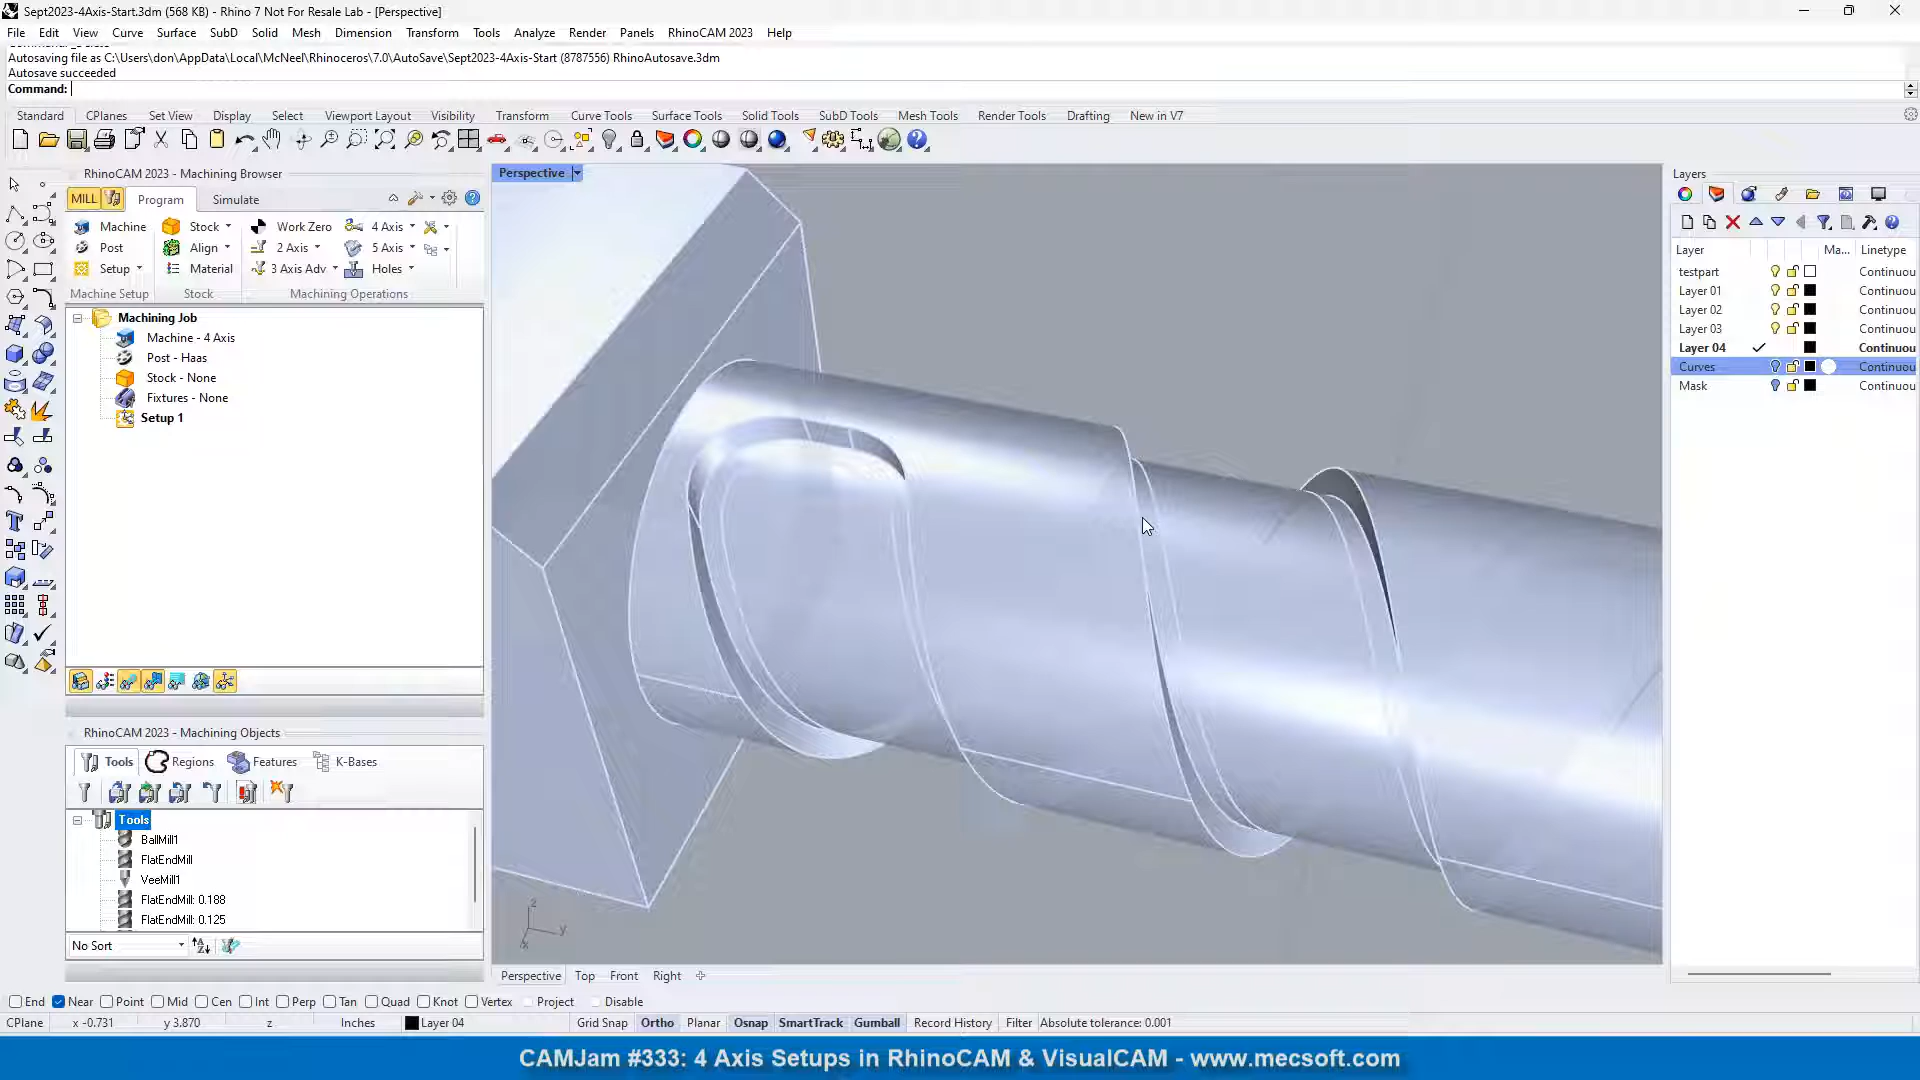 Sept2023-4Axis-Start.3dm (568 KB) - Rhino 7 Not For Resale Lab - [Perspective]
File Edit View Curve Surface SubD Solid Mesh Dimension Transform Tools Analyze Render Panels RhinoCAM 2023 Help
Autosaving file as C:\Users\don\AppData\Local\McNeel\Rhinoceros\7.0\AutoSave\Sept2023-4Axis-Start (8787556) RhinoAutosave.3dm
Autosave succeeded
Command:
Standard CPlanes Set View Display Select Viewport Layout Visibility Transform Curve Tools Surface Tools Solid Tools SubD Tools Mesh Tools Render Tools Drafting New in V7
RhinoCAM 2023 - Machining Browser
MILL Program Simulate
Machine Stock Work Zero 4 Axis
Post Align 2 Axis 5 Axis
Setup Material 3 Axis Adv Holes
Machine Setup Stock Machining Operations
Machining Job
Machine - 4 Axis
Post - Haas
Stock - None
Fixtures - None
Setup 1
RhinoCAM 2023 - Machining Objects
Tools Regions Features K-Bases
Tools
BallMill1
FlatEndMill
VeeMill1
FlatEndMill: 0.188
FlatEndMill: 0.125
No Sort
Perspective
z
y
x
Perspective Top Front Right
Layers
Layer Ma... Linetype
testpart Continuou
Layer 01 Continuou
Layer 02 Continuou
Layer 03 Continuou
Layer 04 Continuou
Curves Continuou
Mask Continuou
End Near Point Mid Cen Int Perp Tan Quad Knot Vertex Project Disable
CPlane x -0.731 y 3.870 z Inches Layer 04 Grid Snap Ortho Planar Osnap SmartTrack Gumball Record History Filter Absolute tolerance: 0.001
CAMJam #333: 4 Axis Setups in RhinoCAM & VisualCAM - www.mecsoft.com